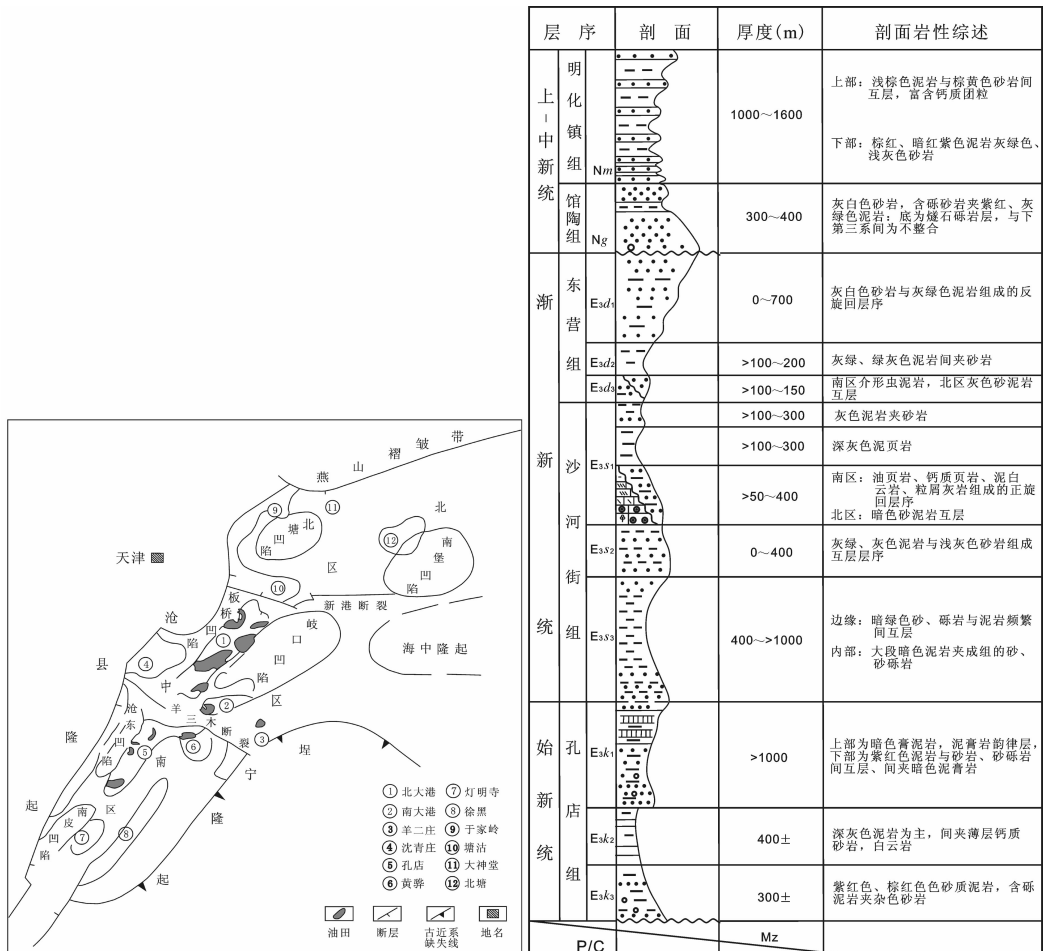 燕山褶皱带
北塘凹陷
北区
南堡凹陷
天津
新港断裂
板桥凹陷
歧口凹陷
海中隆起
沧县隆起
中区
羊三木断裂
沧东凹陷
南区
南皮凹陷
埕宁隆起
① 北大港
② 南大港
③ 羊二庄
④ 沈青庄
⑤ 孔店
⑥ 黄骅
⑦ 灯明寺
⑧ 徐黑
⑨ 于家岭
⑩ 塘沽
⑪ 大神堂
⑫ 北塘
油田
断层
古近系
缺失线
地名
层序 剖面 厚度(m) 剖面岩性综述
上-中新统
明化镇组
Nm
1000~1600
上部：浅棕色泥岩与棕黄色砂岩间
互层，富含钙质团粒
下部：棕红、暗红紫色泥岩灰绿色、
浅灰色砂岩
馆陶组
Ng
300~400
灰白色砂岩，含砾砂岩夹紫红、灰
绿色泥岩：底为燧石砾岩层，与下
第三系间为不整合
渐新统
东营组
E3d1
0~700
灰白色砂岩与灰绿色泥岩组成的反
旋回层序
E3d2
>100~200
灰绿、绿灰色泥岩间夹砂岩
E3d3
>100~150
南区介形虫泥岩，北区灰色砂泥岩
互层
沙河街组
E3s1
>100~300
灰色泥岩夹砂岩
>100~300
深灰色泥页岩
>50~400
南区：油页岩、钙质页岩、泥白
云岩、粒屑灰岩组成的正旋
回层序
北区：暗色砂泥岩互层
E3s2
0~400
灰绿、灰色泥岩与浅灰色砂岩组成
互层层序
E3s3
400~>1000
边缘：暗绿色砂、砾岩与泥岩频繁
间互层
内部：大段暗色泥岩夹成组的砂、
砂砾岩
始新统
孔店组
E3k1
>1000
上部为暗色膏泥岩，泥膏岩韵律层，
下部为紫红色泥岩与砂岩、砂砾岩
间互层、间夹暗色泥膏岩
E3k2
400±
深灰色泥岩为主，间夹薄层钙质
砂岩，白云岩
E3k3
300±
紫红色、棕红色色砂质泥岩，含砾
泥岩夹杂色砂岩
P/C
Mz